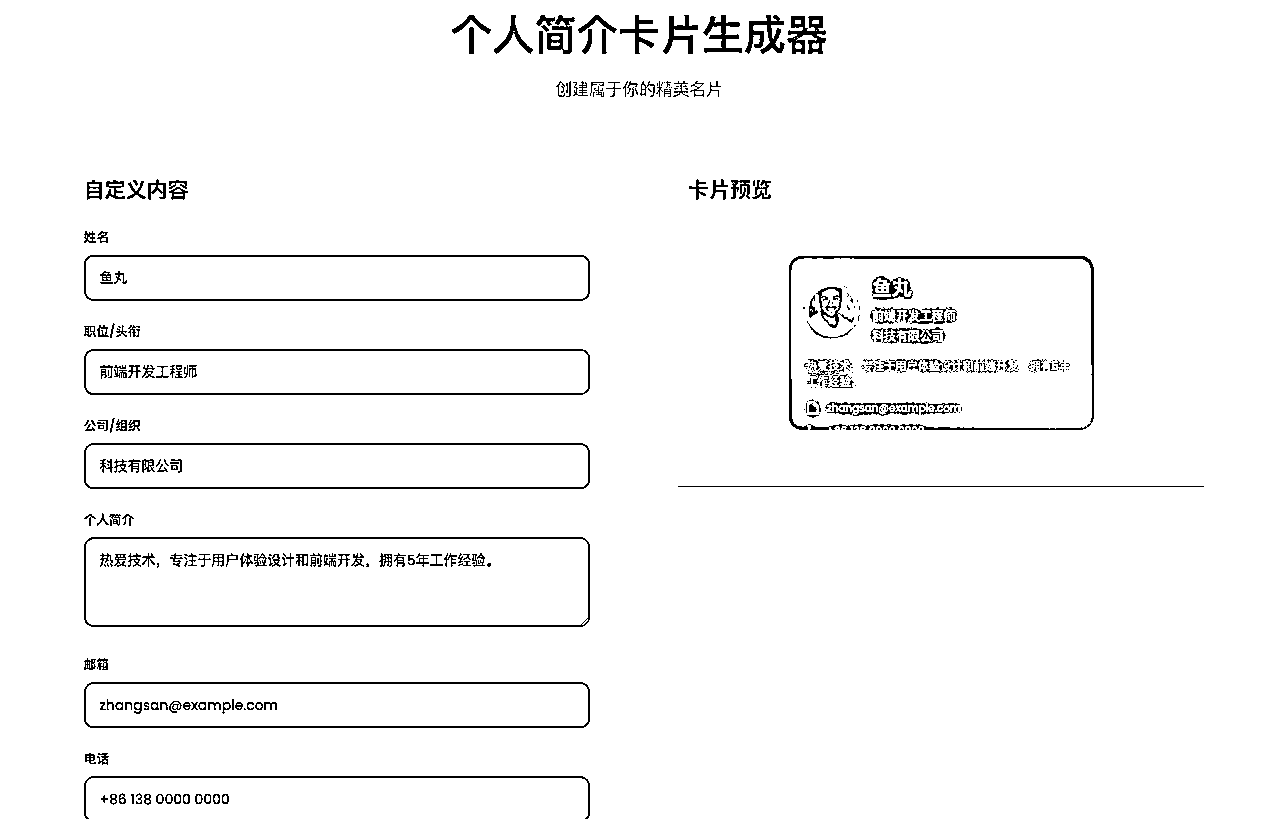 个人简介卡片生成器
创建属于你的精英名片
自定义内容
姓名
鱼丸
职位/头衔
前端开发工程师
公司/组织
科技有限公司
个人简介
热爱技术，专注于用户体验设计和前端开发，拥有5年工作经验。
邮箱
zhangsan@example.com
电话
+86 138 0000 0000
卡片预览
鱼丸
前端开发工程师
科技有限公司
热爱技术，专注于用户体验设计和前端开发，拥有5年
工作经验。
zhangsan@example.com
+86 138 0000 0000